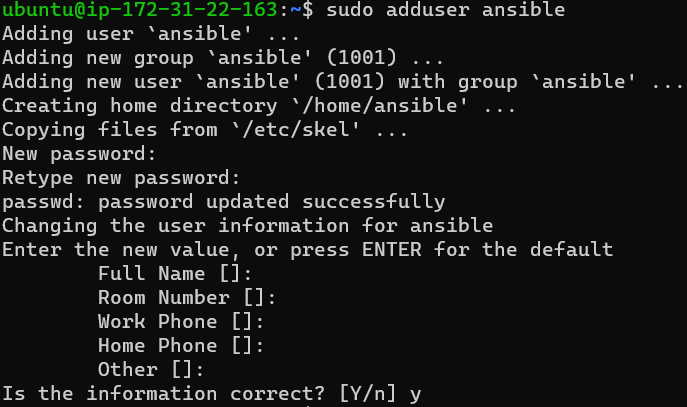 ubuntu@ip-172-31-22-163:~$ sudo adduser ansible
Adding user `ansible' ...
Adding new group `ansible' (1001) ...
Adding new user `ansible' (1001) with group `ansible' ...
Creating home directory `/home/ansible' ...
Copying files from `/etc/skel' ...
New password:
Retype new password:
passwd: password updated successfully
Changing the user information for ansible
Enter the new value, or press ENTER for the default
        Full Name []:
        Room Number []:
        Work Phone []:
        Home Phone []:
        Other []:
Is the information correct? [Y/n] y